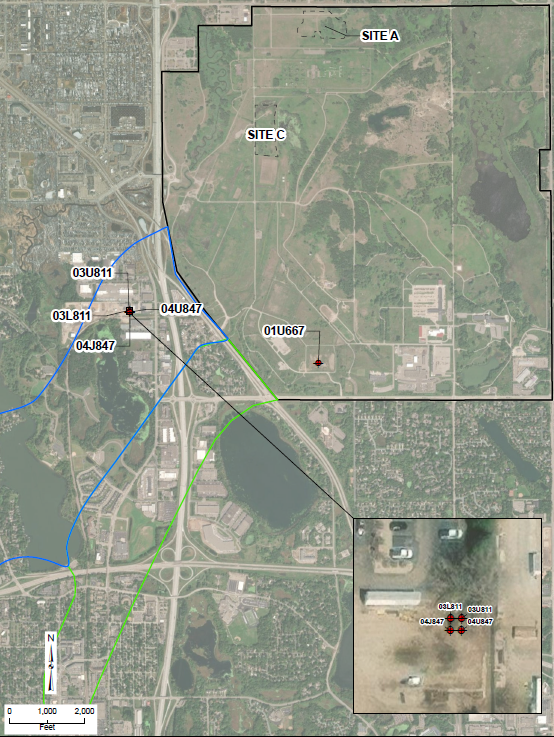 SITE A
SITE C
03U811
03L811
04U847
01U667
04J847
03L811
03U811
04J847
04U847
N
0 1,000 2,000
Feet